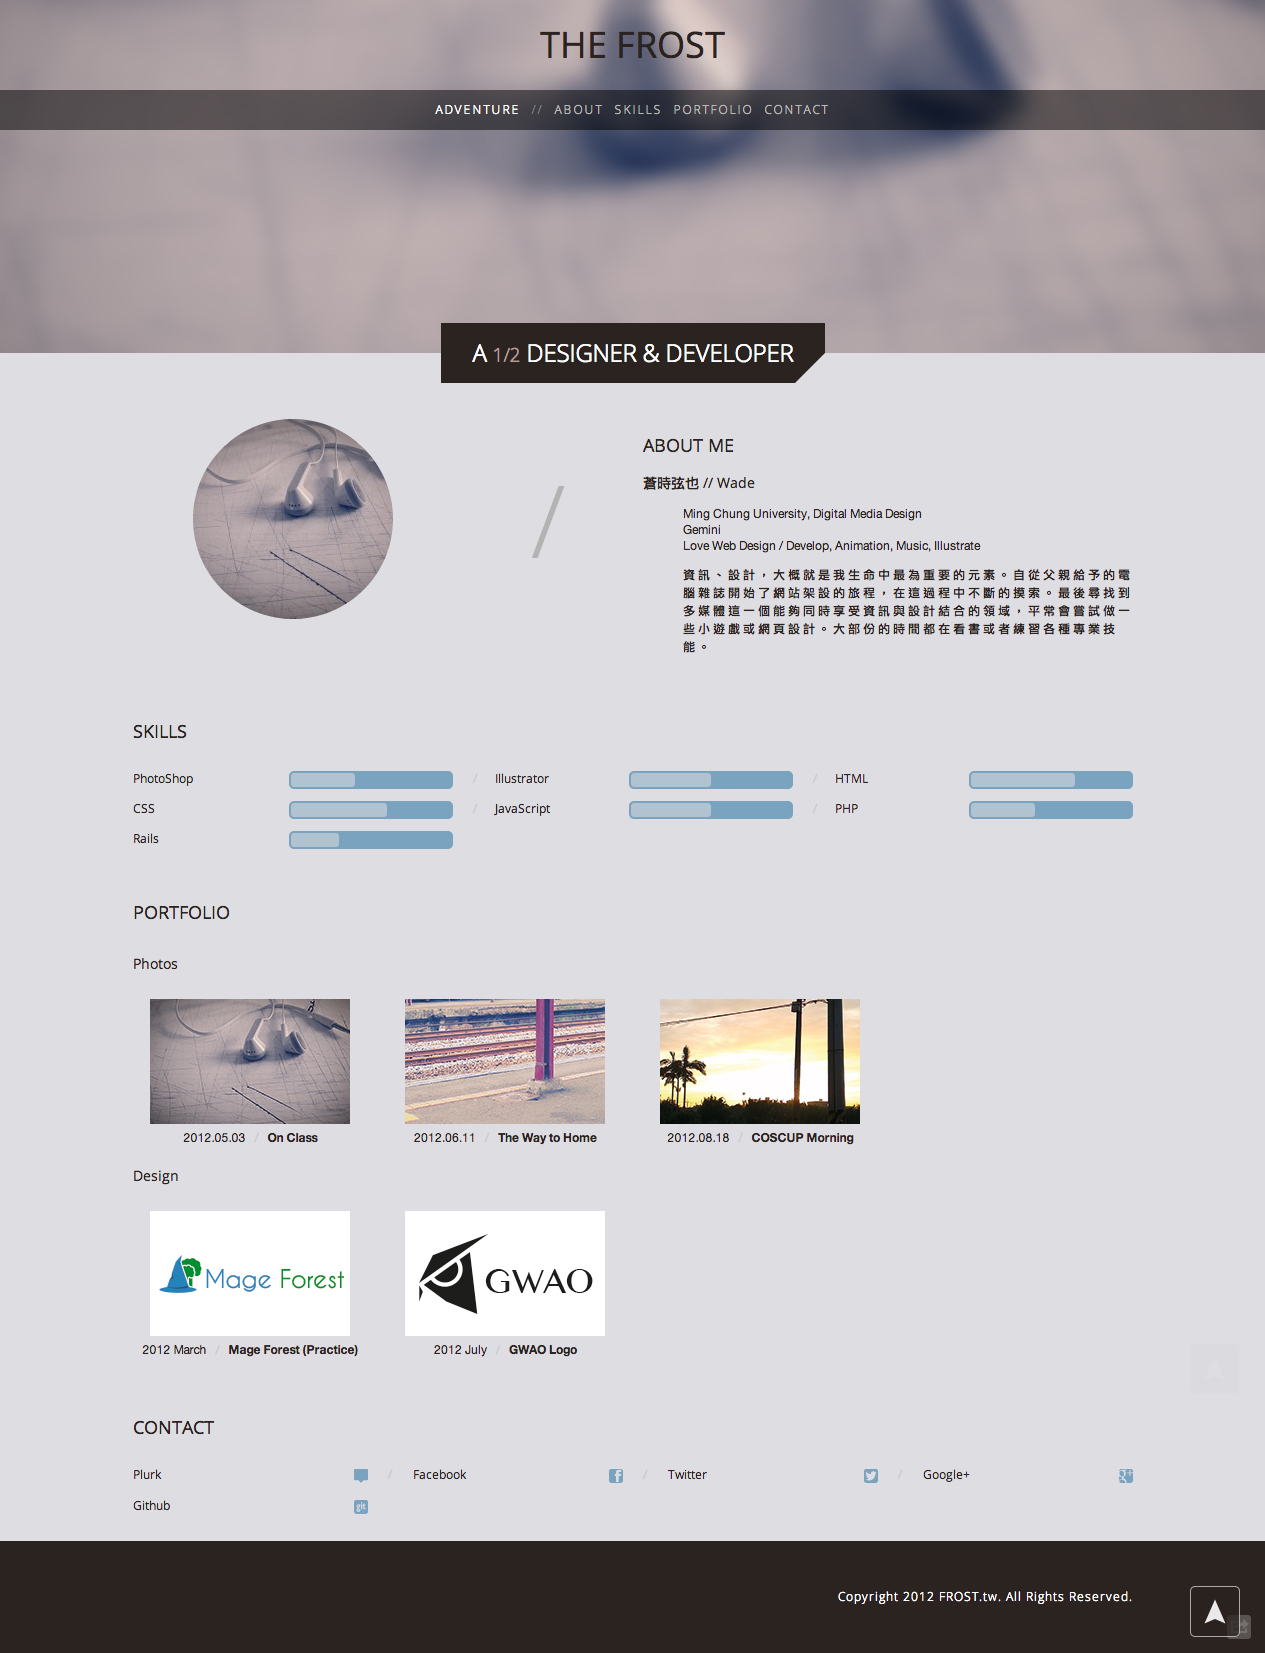 THE FROST
ADVENTURE // ABOUT SKILLS PORTFOLIO CONTACT
A 1/2 DESIGNER & DEVELOPER
/
ABOUT ME
蒼時弦也 // Wade
Ming Chung University, Digital Media Design
Gemini
Love Web Design / Develop, Animation, Music, Illustrate
資訊、設計，大概就是我生命中最為重要的元素。自從父親給予的電
腦雜誌開始了網站架設的旅程，在這過程中不斷的摸索。最後尋找到
多媒體這一個能夠同時享受資訊與設計結合的領域，平常會嘗試做一
些小遊戲或網頁設計。大部份的時間都在看書或者練習各種專業技
能。
SKILLS
PhotoShop / Illustrator / HTML
CSS / JavaScript / PHP
Rails
PORTFOLIO
Photos
2012.05.03 / On Class
2012.06.11 / The Way to Home
2012.08.18 / COSCUP Morning
Design
Mage Forest
GWAO
2012 March / Mage Forest (Practice)
2012 July / GWAO Logo
CONTACT
Plurk / Facebook / Twitter / Google+
Github git
Copyright 2012 FROST.tw. All Rights Reserved.